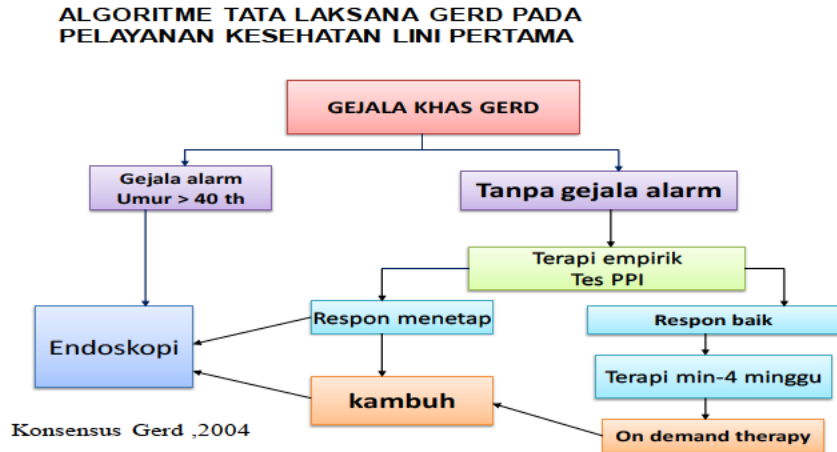 ALGORITME TATA LAKSANA GERD PADA
PELAYANAN KESEHATAN LINI PERTAMA
GEJALA KHAS GERD
Gejala alarm
Umur > 40 th
Tanpa gejala alarm
Terapi empirik
Tes PPI
Respon menetap
Respon baik
Endoskopi
Terapi min-4 minggu
kambuh
On demand therapy
Konsensus Gerd ,2004